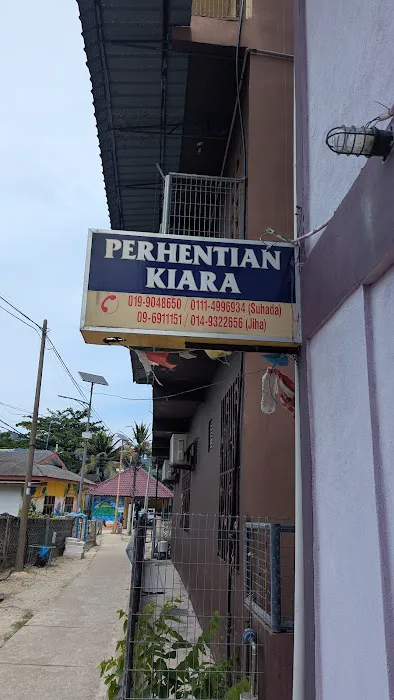 PERHENTIAN
KIARA
019-9048650 / 0111-4996934 (Suhada)
09-6911151 / 014-9322656 (Jiha)